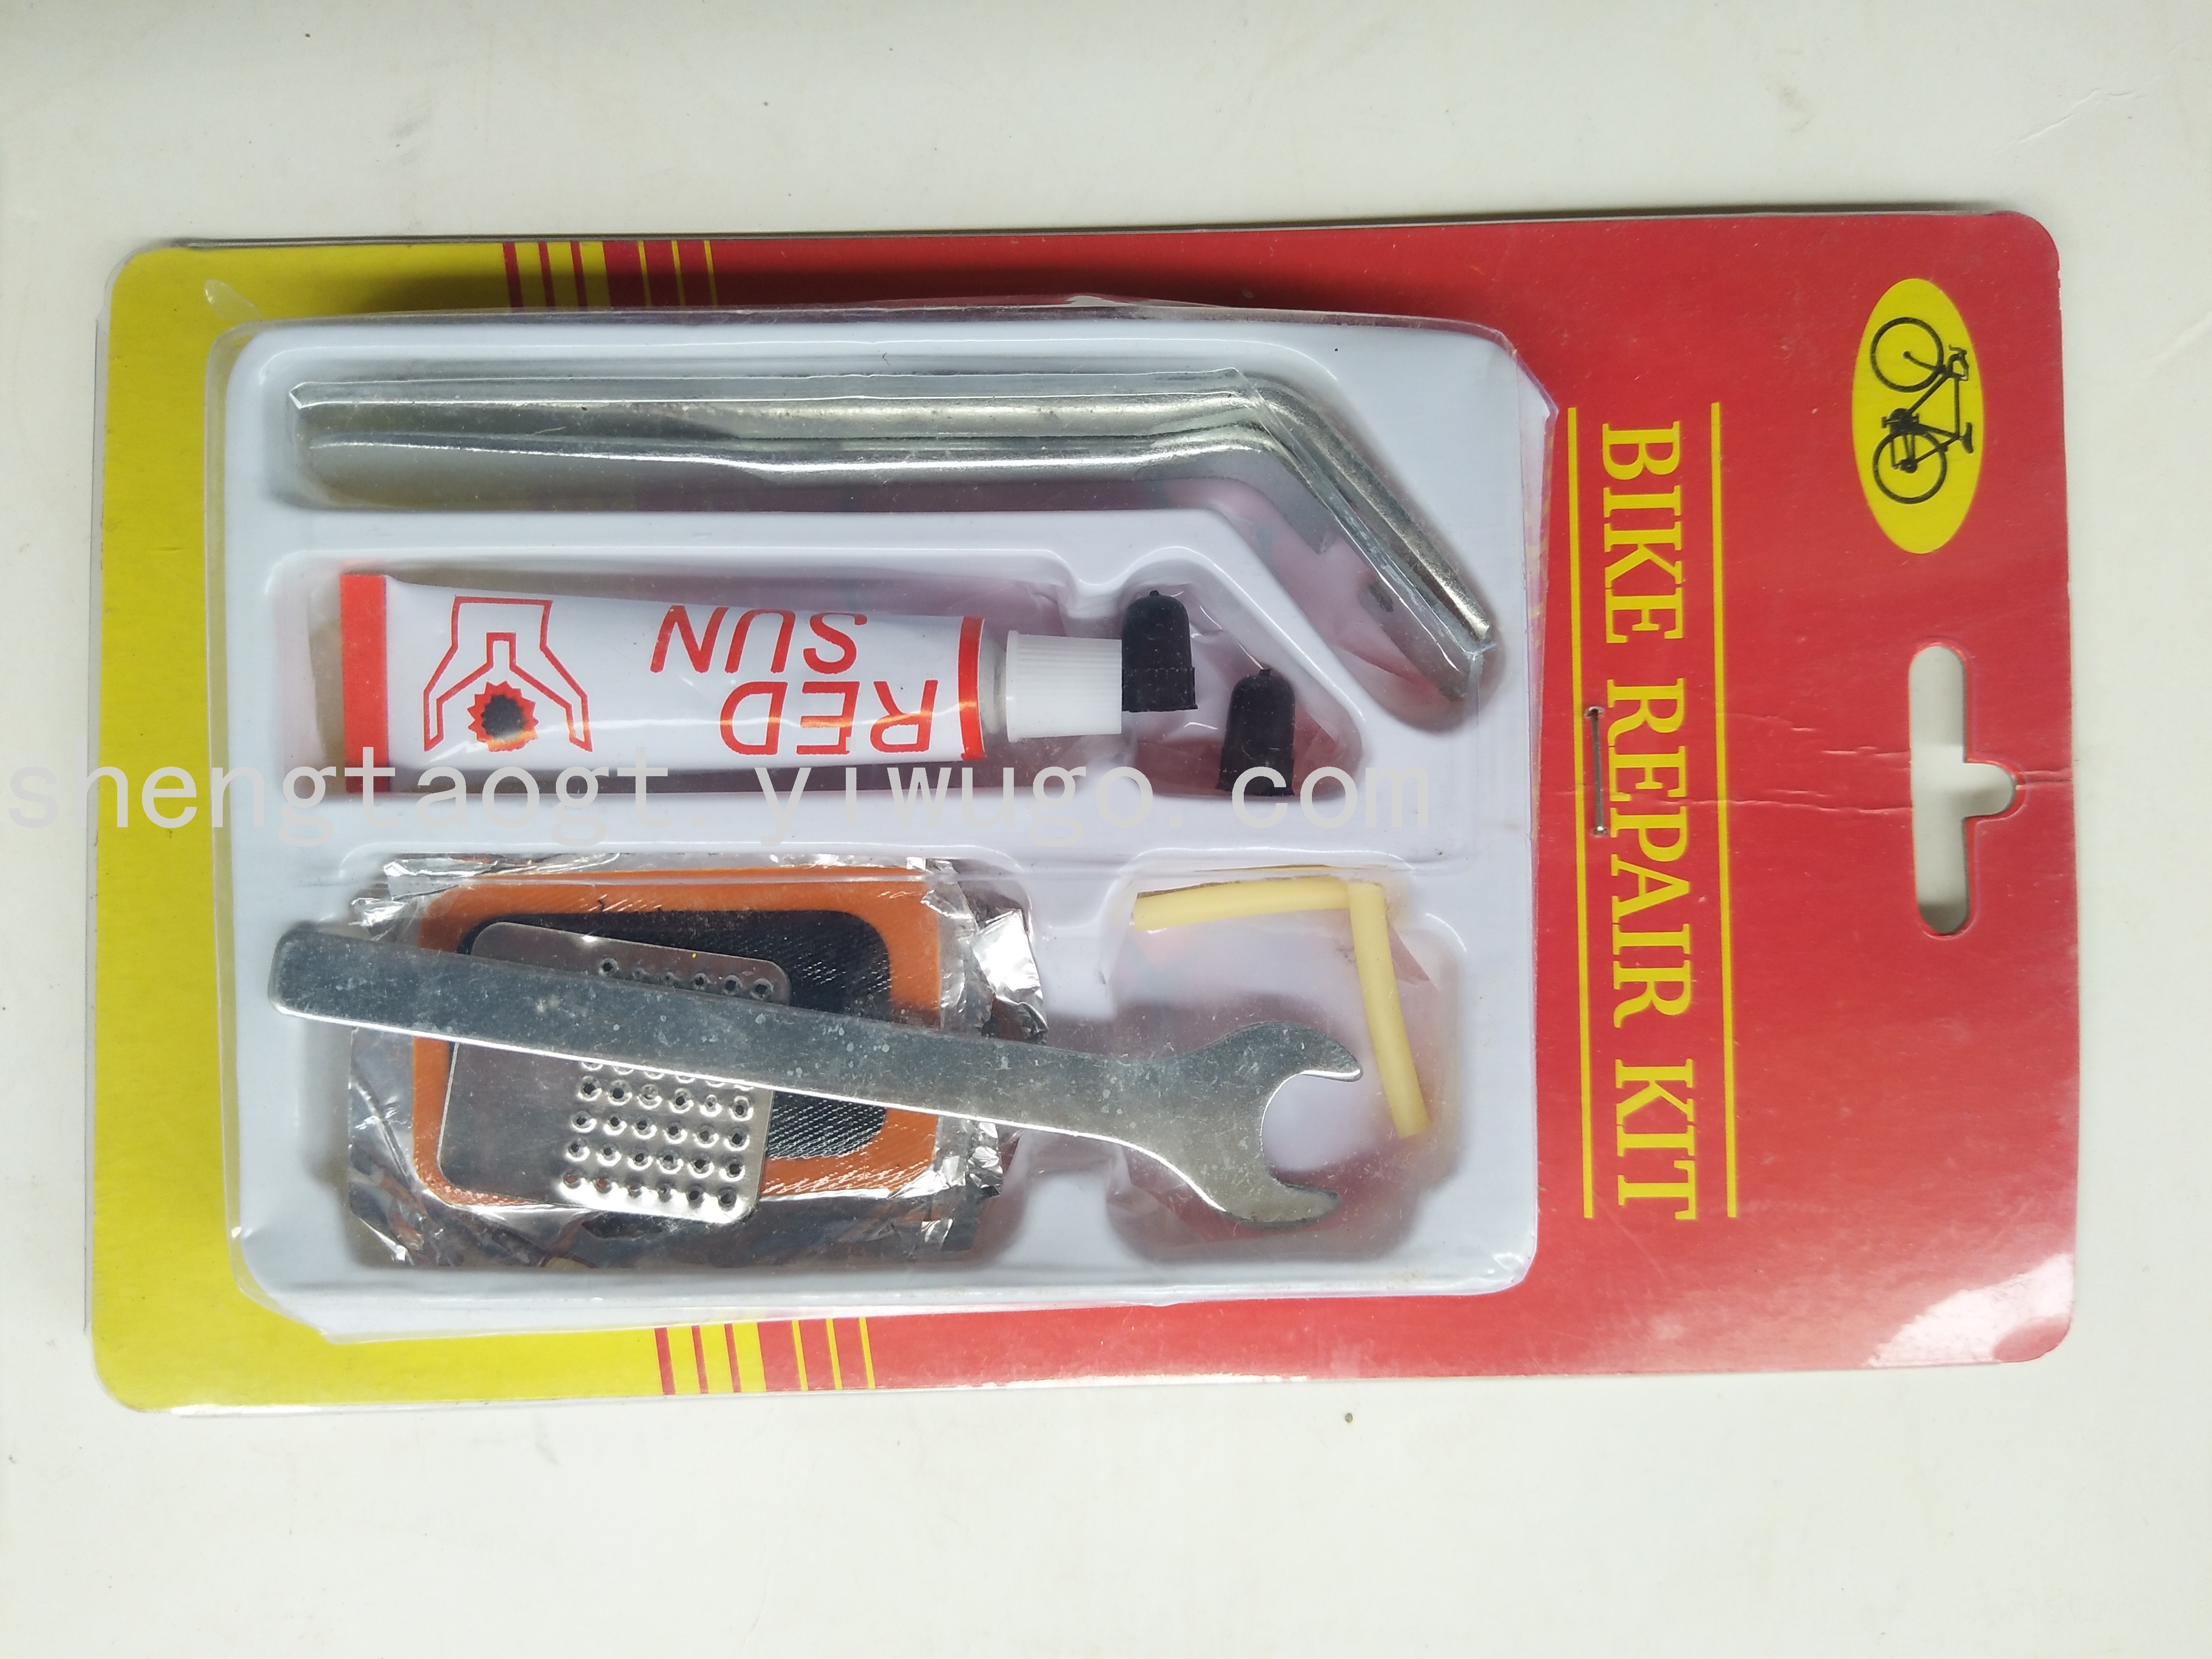 BIKE REPAIR KIT
RED
SUN
shengtaogt.yiwugo.com